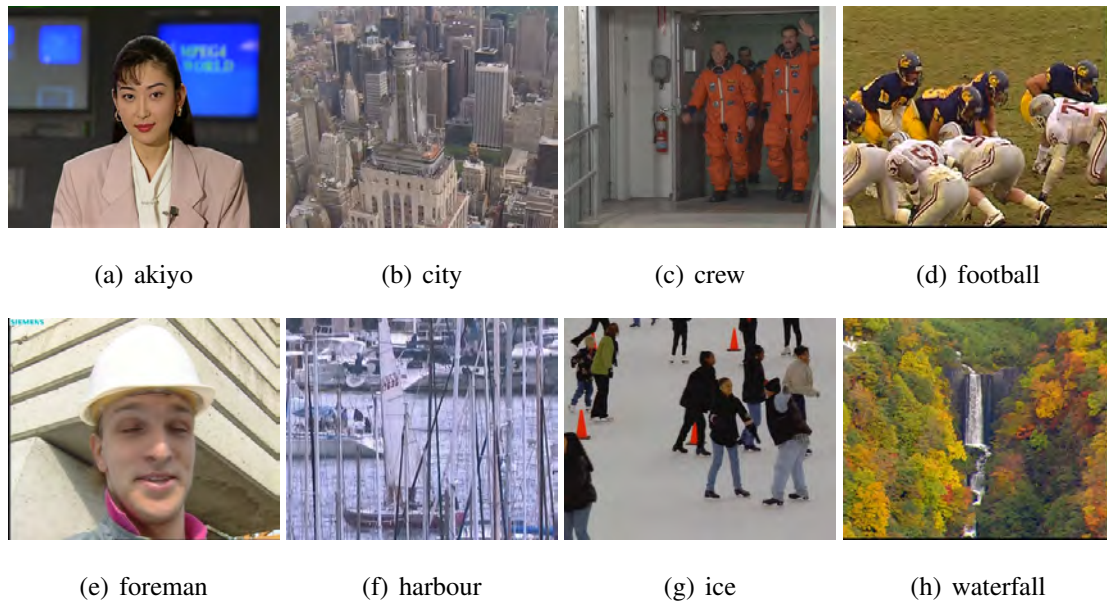 MPEG4
WORLD
(a) akiyo
(b) city
(c) crew
(d) football
SIEMENS
(e) foreman
(f) harbour
(g) ice
(h) waterfall